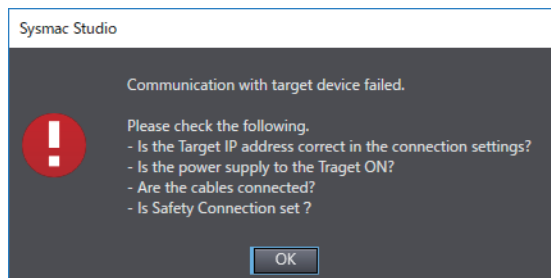 Sysmac Studio
Communication with target device failed.
Please check the following.
- Is the Target IP address correct in the connection settings?
- Is the power supply to the Traget ON?
- Are the cables connected?
- Is Safety Connection set ?
OK